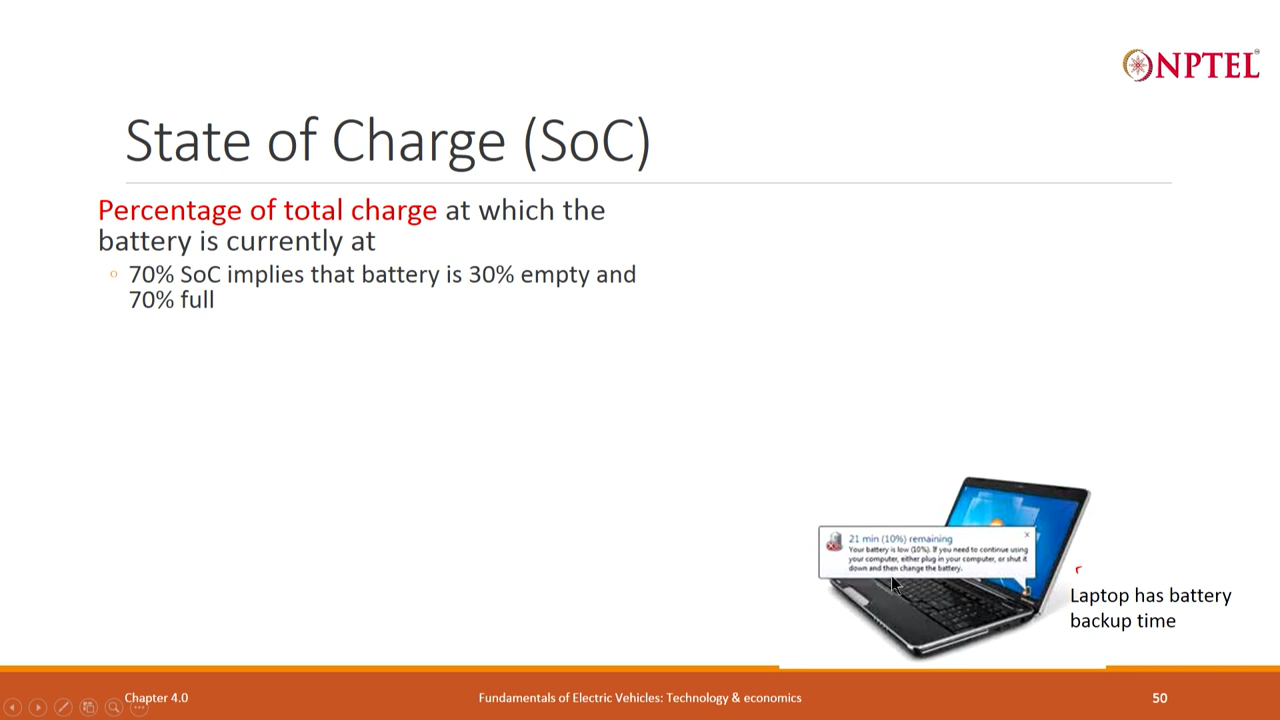 NPTEL
State of Charge (SoC)
Percentage of total charge at which the
battery is currently at
70% SoC implies that battery is 30% empty and
70% full
21 min (10%) remaining
Your battery is low (10%). If you need to continue using
your computer, either plug in your computer, or shut it
down and then change the battery.
Laptop has battery
backup time
Chapter 4.0
Fundamentals of Electric Vehicles: Technology & economics
50